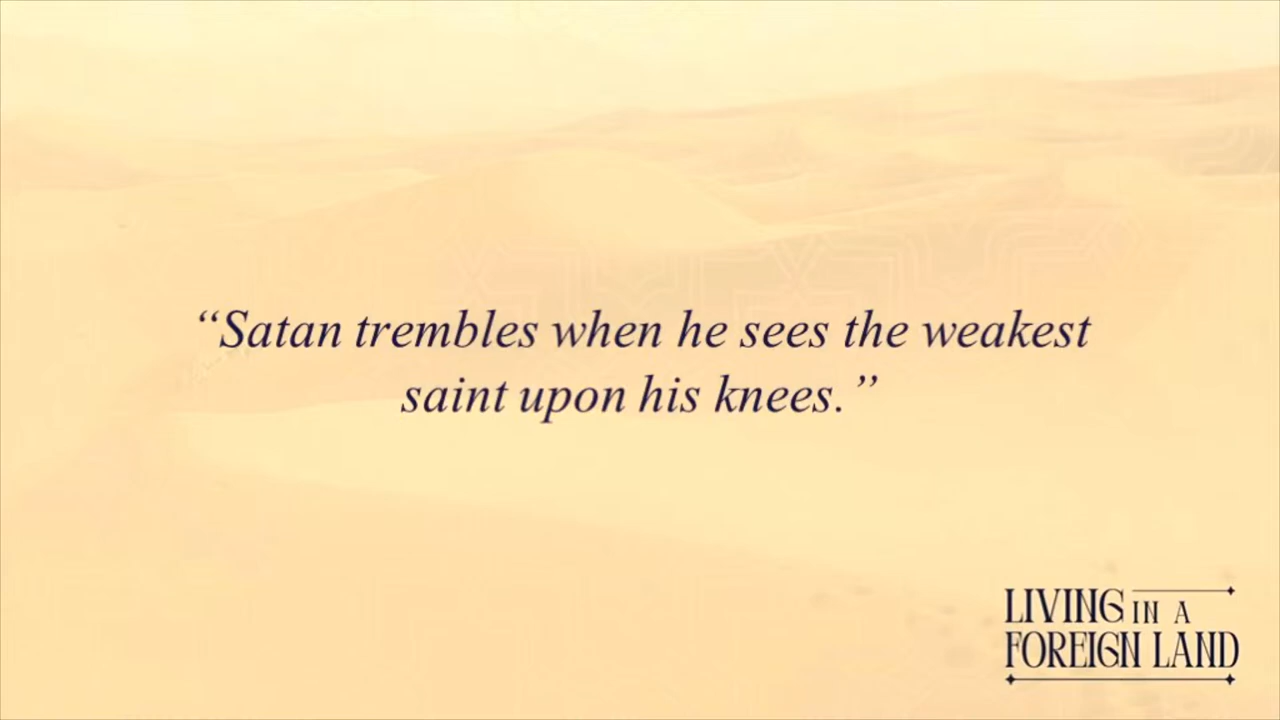 “Satan trembles when he sees the weakest
saint upon his knees.”
LIVING IN A
FOREIGN LAND